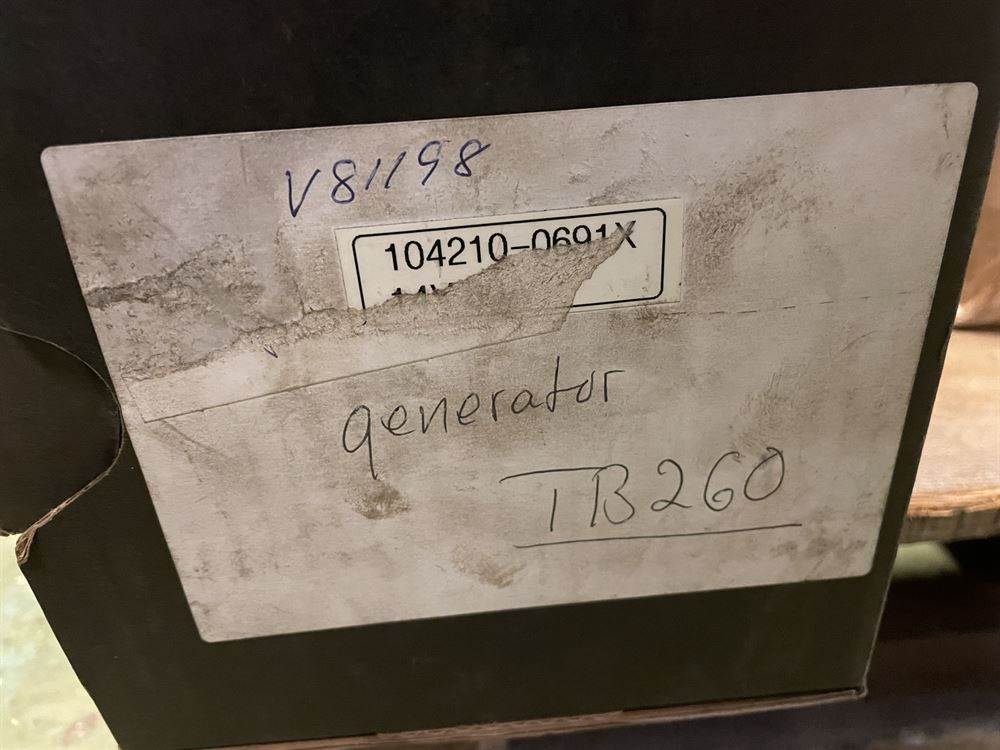 V81198
104210-0691X
generator
TB260